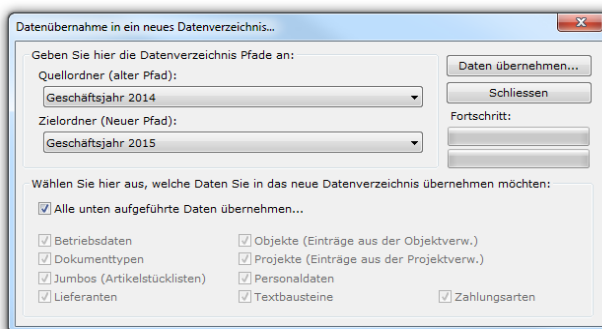 Datenübernahme in ein neues Datenverzeichnis...
Geben Sie hier die Datenverzeichnis Pfade an:
Quellordner (alter Pfad):
Geschäftsjahr 2014
Zielordner (Neuer Pfad):
Geschäftsjahr 2015
Daten übernehmen...
Schliessen
Fortschritt:
Wählen Sie hier aus, welche Daten Sie in das neue Datenverzeichnis übernehmen möchten:
Alle unten aufgeführte Daten übernehmen...
Betriebsdaten Objekte (Einträge aus der Objektverw.)
Dokumenttypen Projekte (Einträge aus der Projektverw.)
Jumbos (Artikelstücklisten) Personaldaten
Lieferanten Textbausteine Zahlungsarten